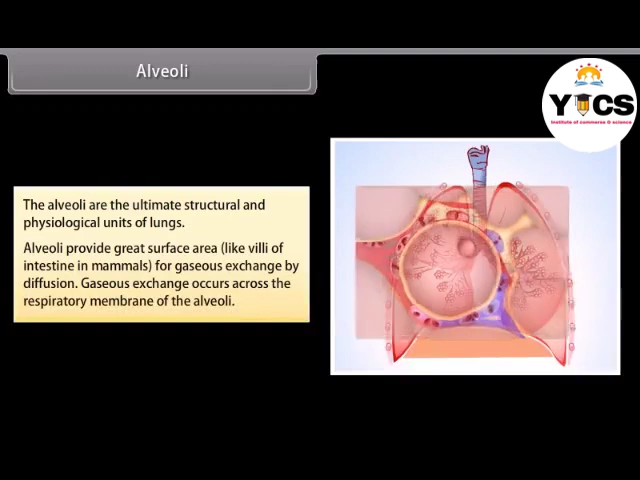 Alveoli
YICS
institute of commerce & science
The alveoli are the ultimate structural and
physiological units of lungs.
Alveoli provide great surface area (like villi of
intestine in mammals) for gaseous exchange by
diffusion. Gaseous exchange occurs across the
respiratory membrane of the alveoli.